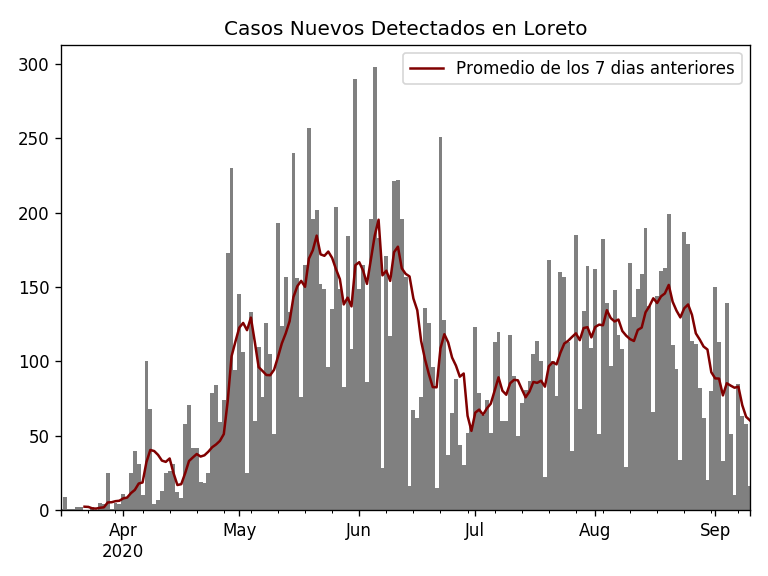 Casos Nuevos Detectados en Loreto
Promedio de los 7 dias anteriores
300
250
200
150
100
50
0
Apr May Jun Jul Aug Sep
2020